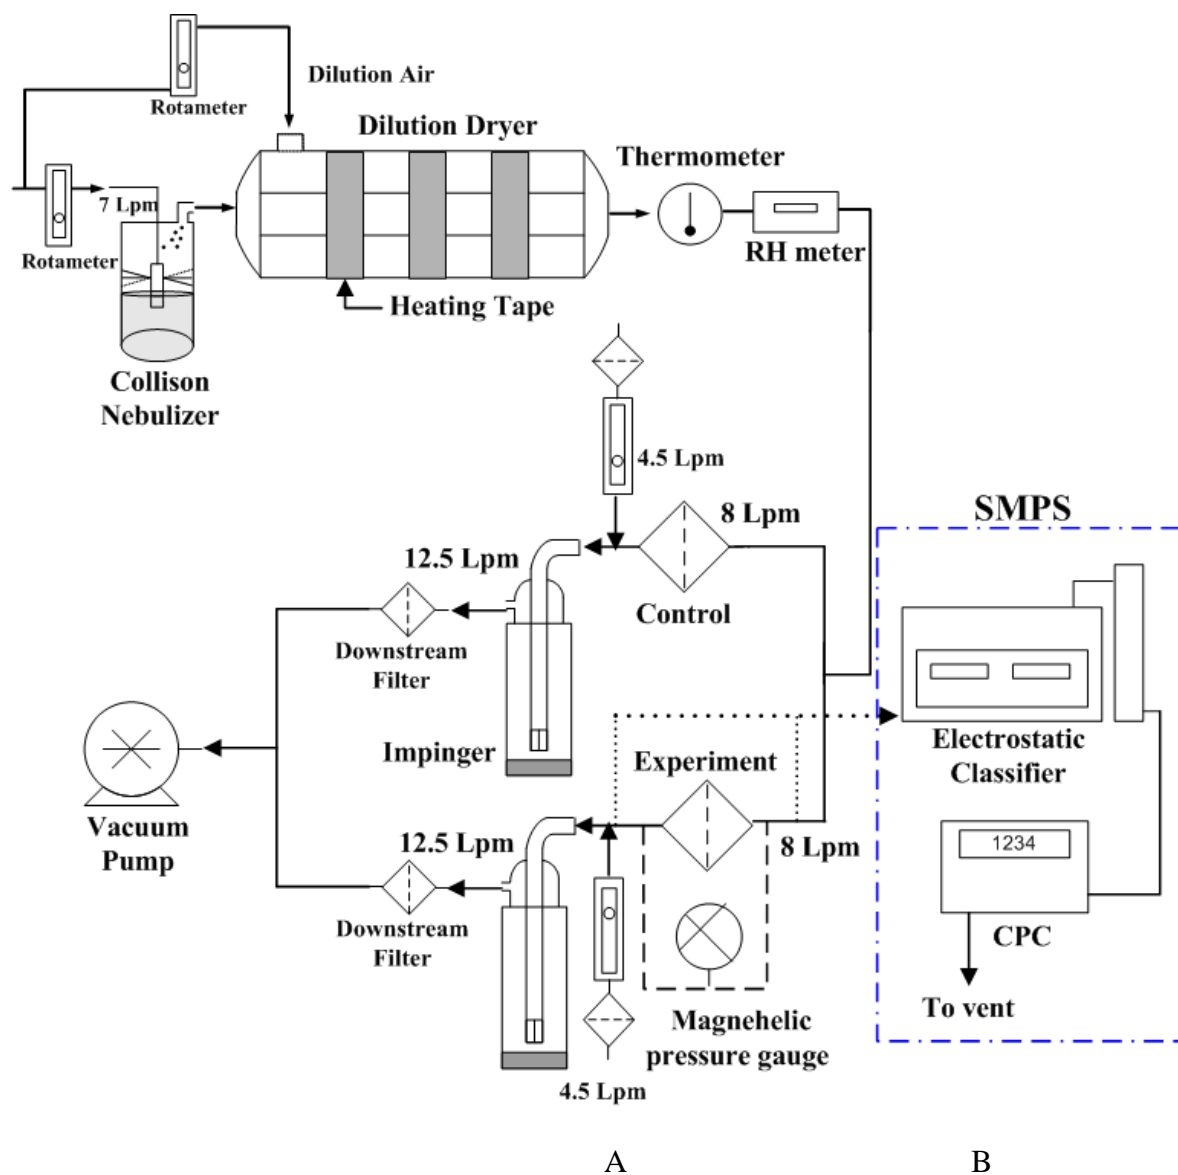 Dilution Air
Rotameter
Dilution Dryer
Thermometer
7 Lpm
RH meter
Rotameter
Heating Tape
Collison
Nebulizer
4.5 Lpm
SMPS
8 Lpm
12.5 Lpm
Control
Downstream
Filter
Impinger
Experiment
Electrostatic
Classifier
Vacuum
Pump
12.5 Lpm
8 Lpm
1234
Downstream
Filter
CPC
To vent
Magnehelic
pressure gauge
4.5 Lpm
A B